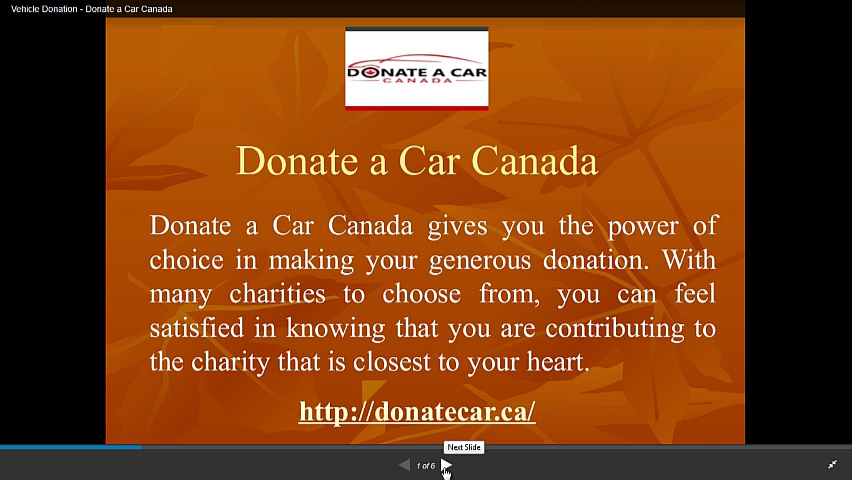 Vehicle Donation - Donate a Car Canada
DONATE A CAR
CANADA
Donate a Car Canada
Donate a Car Canada gives you the power of
choice in making your generous donation. With
many charities to choose from, you can feel
satisfied in knowing that you are contributing to
the charity that is closest to your heart.
http://donatecar.ca/
Next Slide
1 of 6